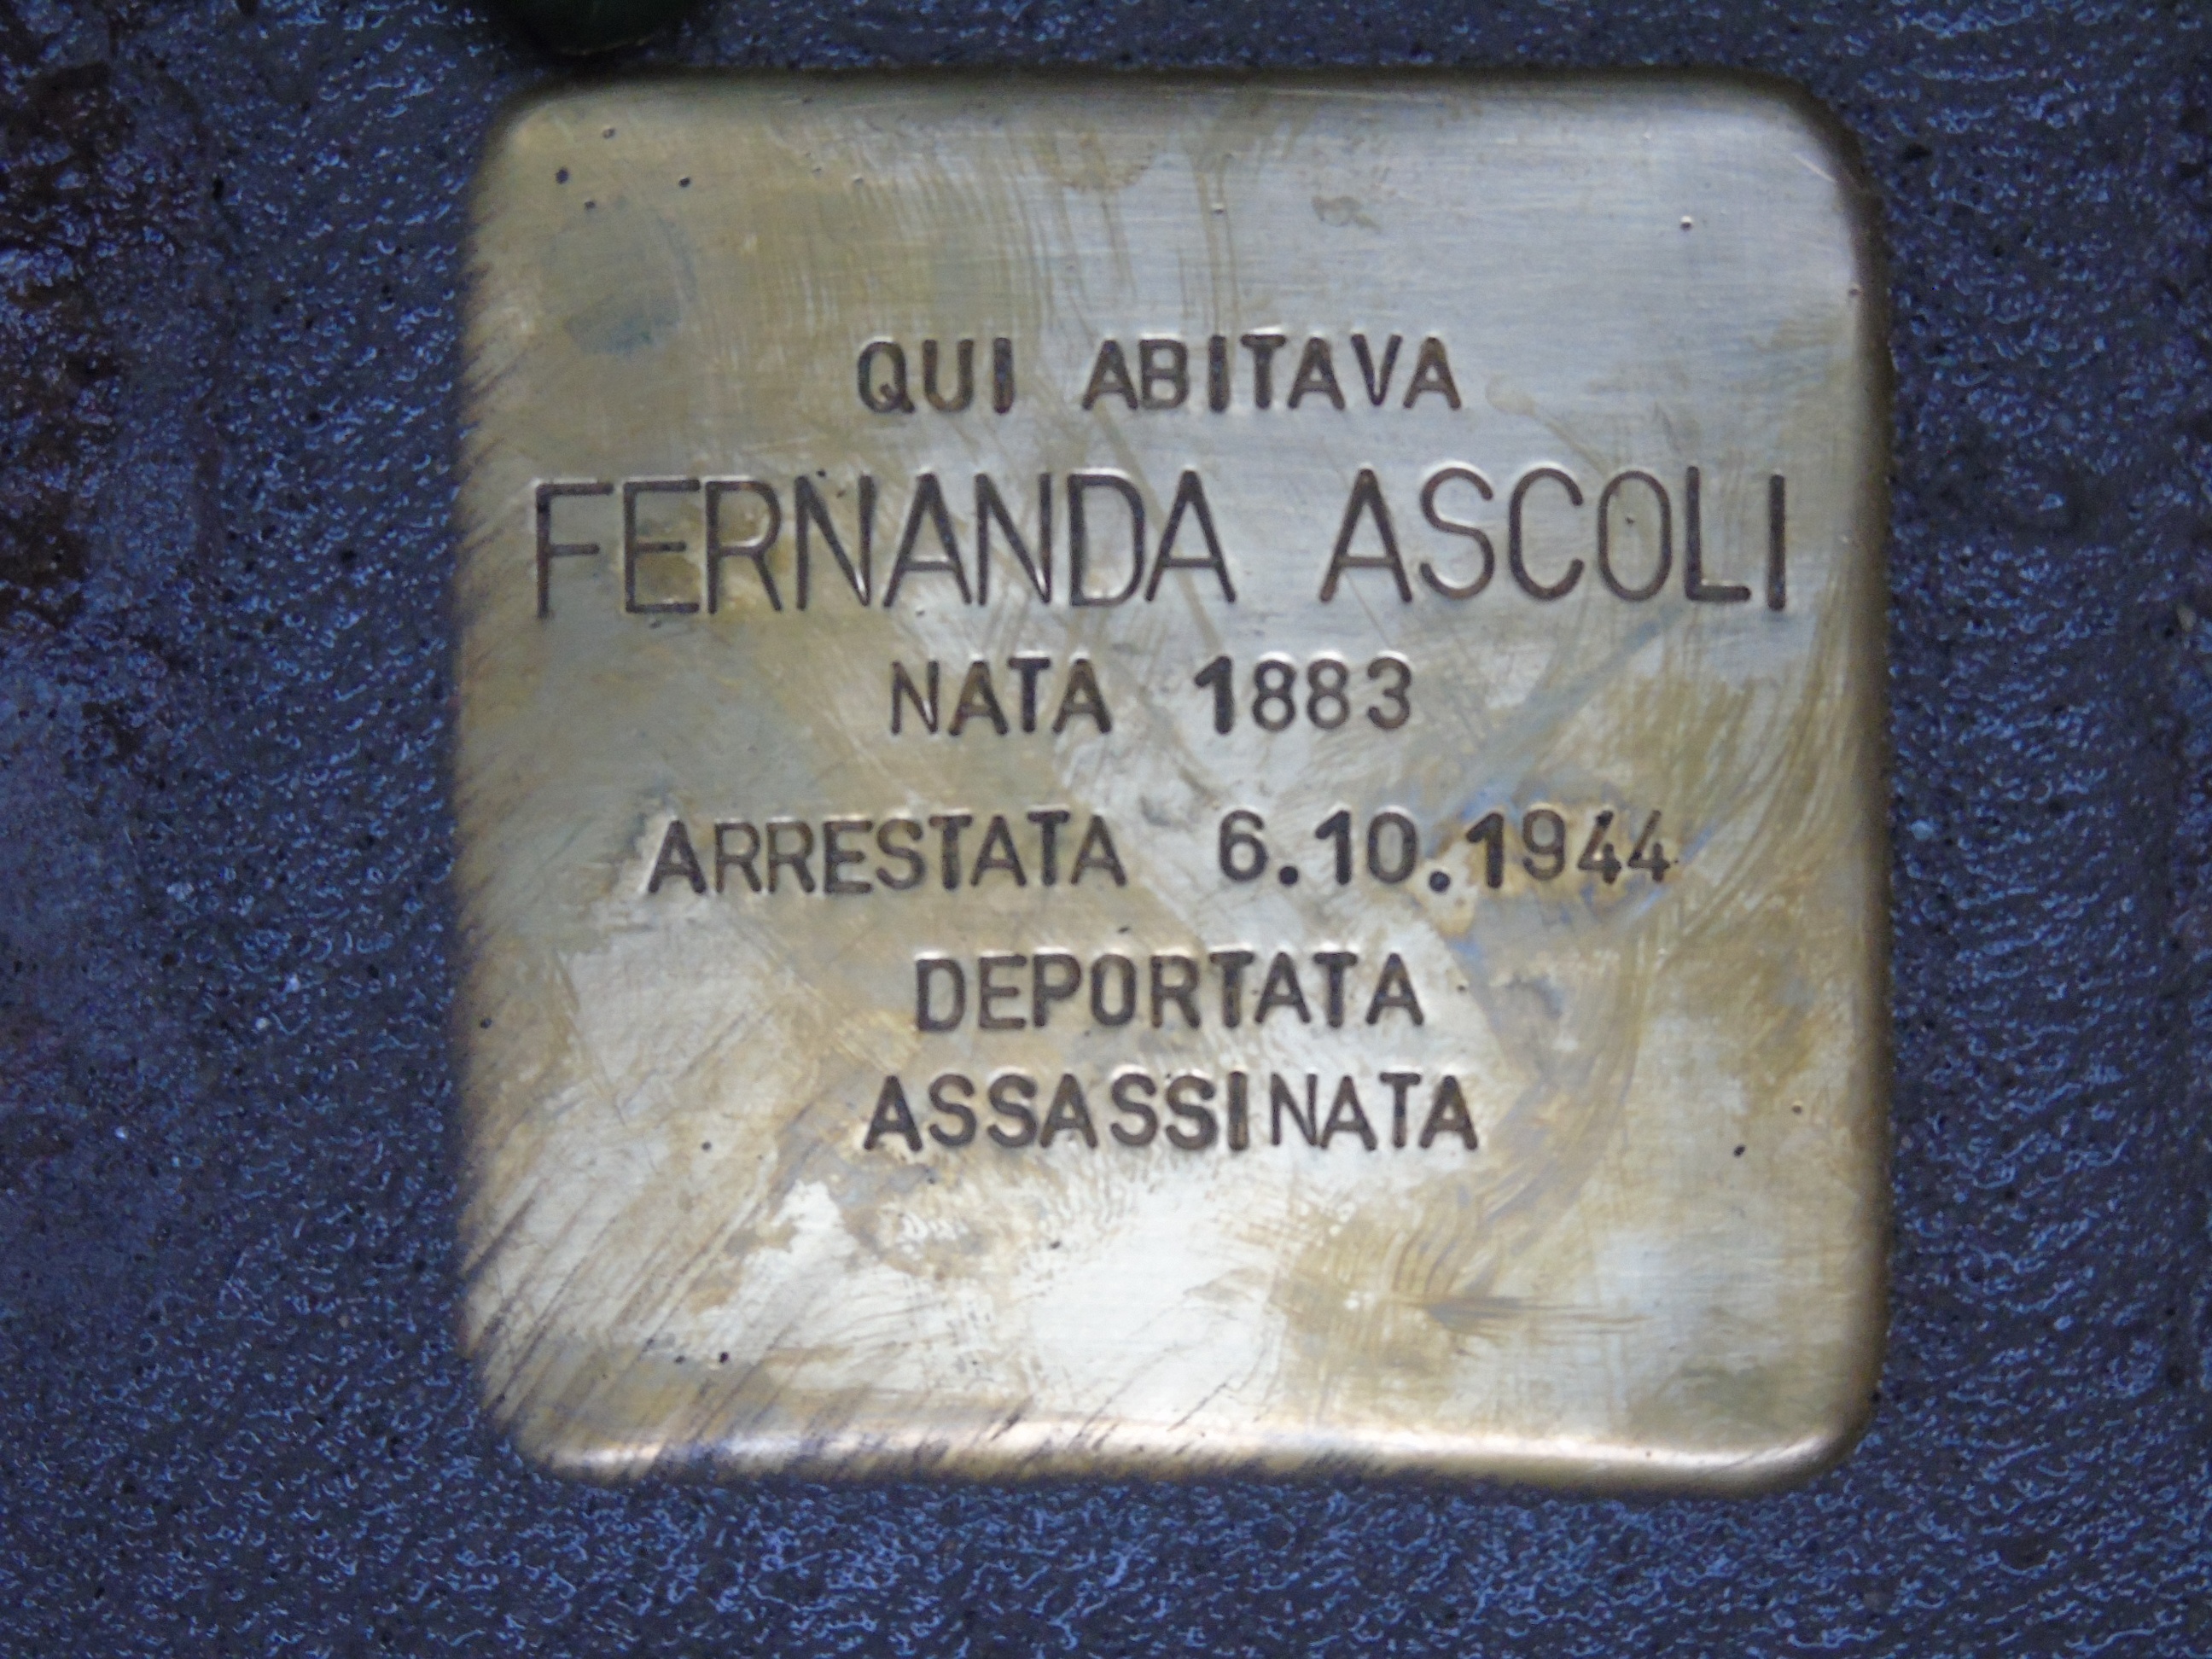 QUI ABITAVA
FERNANDA ASCOLI
NATA 1883
ARRESTATA 6.10.1944
DEPORTATA
ASSASSINATA